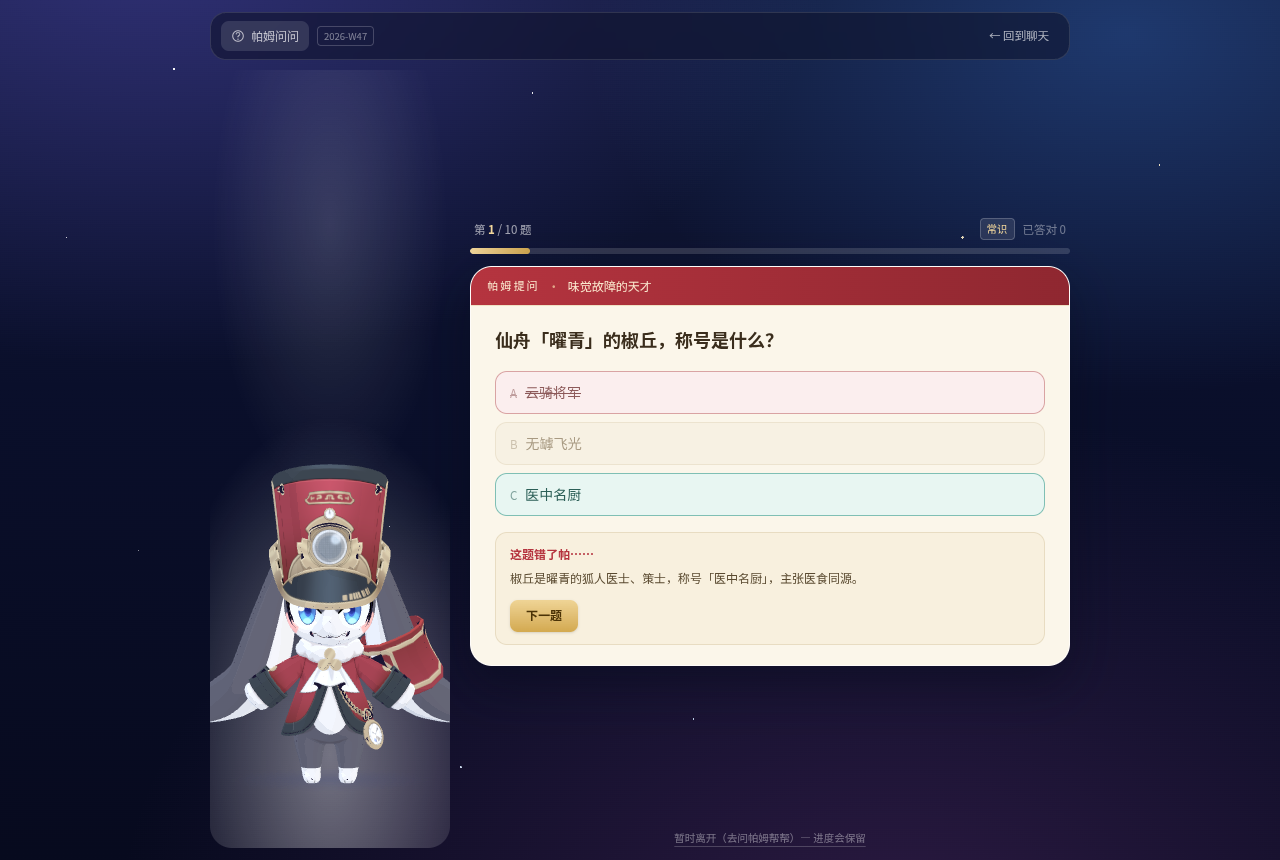 帕姆问问
2026-W47
← 回到聊天
第 1 / 10 题
常识
已答对 0
帕姆提问 · 味觉故障的天才
仙舟「曜青」的椒丘，称号是什么？
A 云骑将军
B 无罅飞光
C 医中名厨
这题错了帕……
椒丘是曜青的狐人医士、策士，称号「医中名厨」，主张医食同源。
下一题
暂时离开（去问帕姆帮帮）— 进度会保留